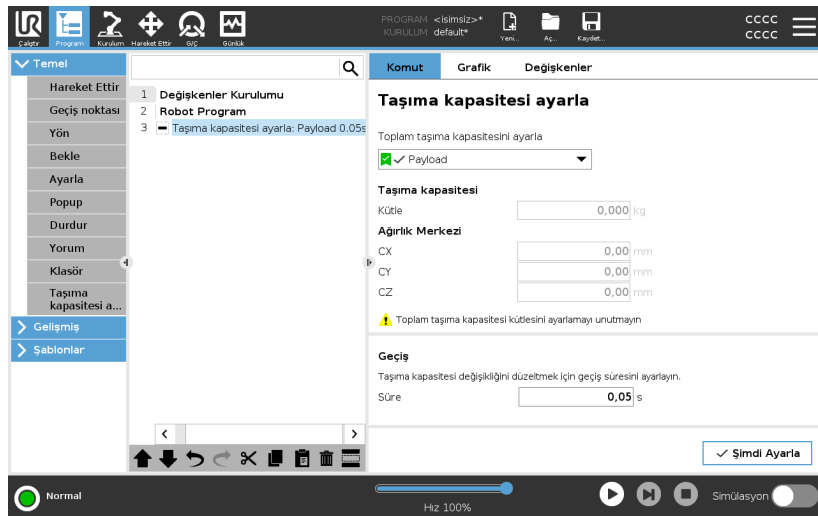 UR
PROGRAM <isimsiz>*
KURULUM default*
CCCC
CCCC
Çalıştır Program Kurulum Hareket Ettir G/Ç Günlük Yeni... Aç... Kaydet...
Temel
Hareket Ettir
Geçiş noktası
Yön
Bekle
Ayarla
Popup
Durdur
Yorum
Klasör
Taşıma
kapasitesi a...
Gelişmiş
Şablonlar
1 Değişkenler Kurulumu
2 Robot Program
3 Taşıma kapasitesi ayarla: Payload 0.05s
Komut Grafik Değişkenler
Taşıma kapasitesi ayarla
Toplam taşıma kapasitesini ayarla
Payload
Taşıma kapasitesi
Kütle 0,000 kg
Ağırlık Merkezi
CX 0,00 mm
CY 0,00 mm
CZ 0,00 mm
Toplam taşıma kapasitesi kütlesini ayarlamayı unutmayın
Geçiş
Taşıma kapasitesi değişikliğini düzeltmek için geçiş süresini ayarlayın.
Süre 0,05 s
Şimdi Ayarla
Normal
Hız 100%
Simülasyon